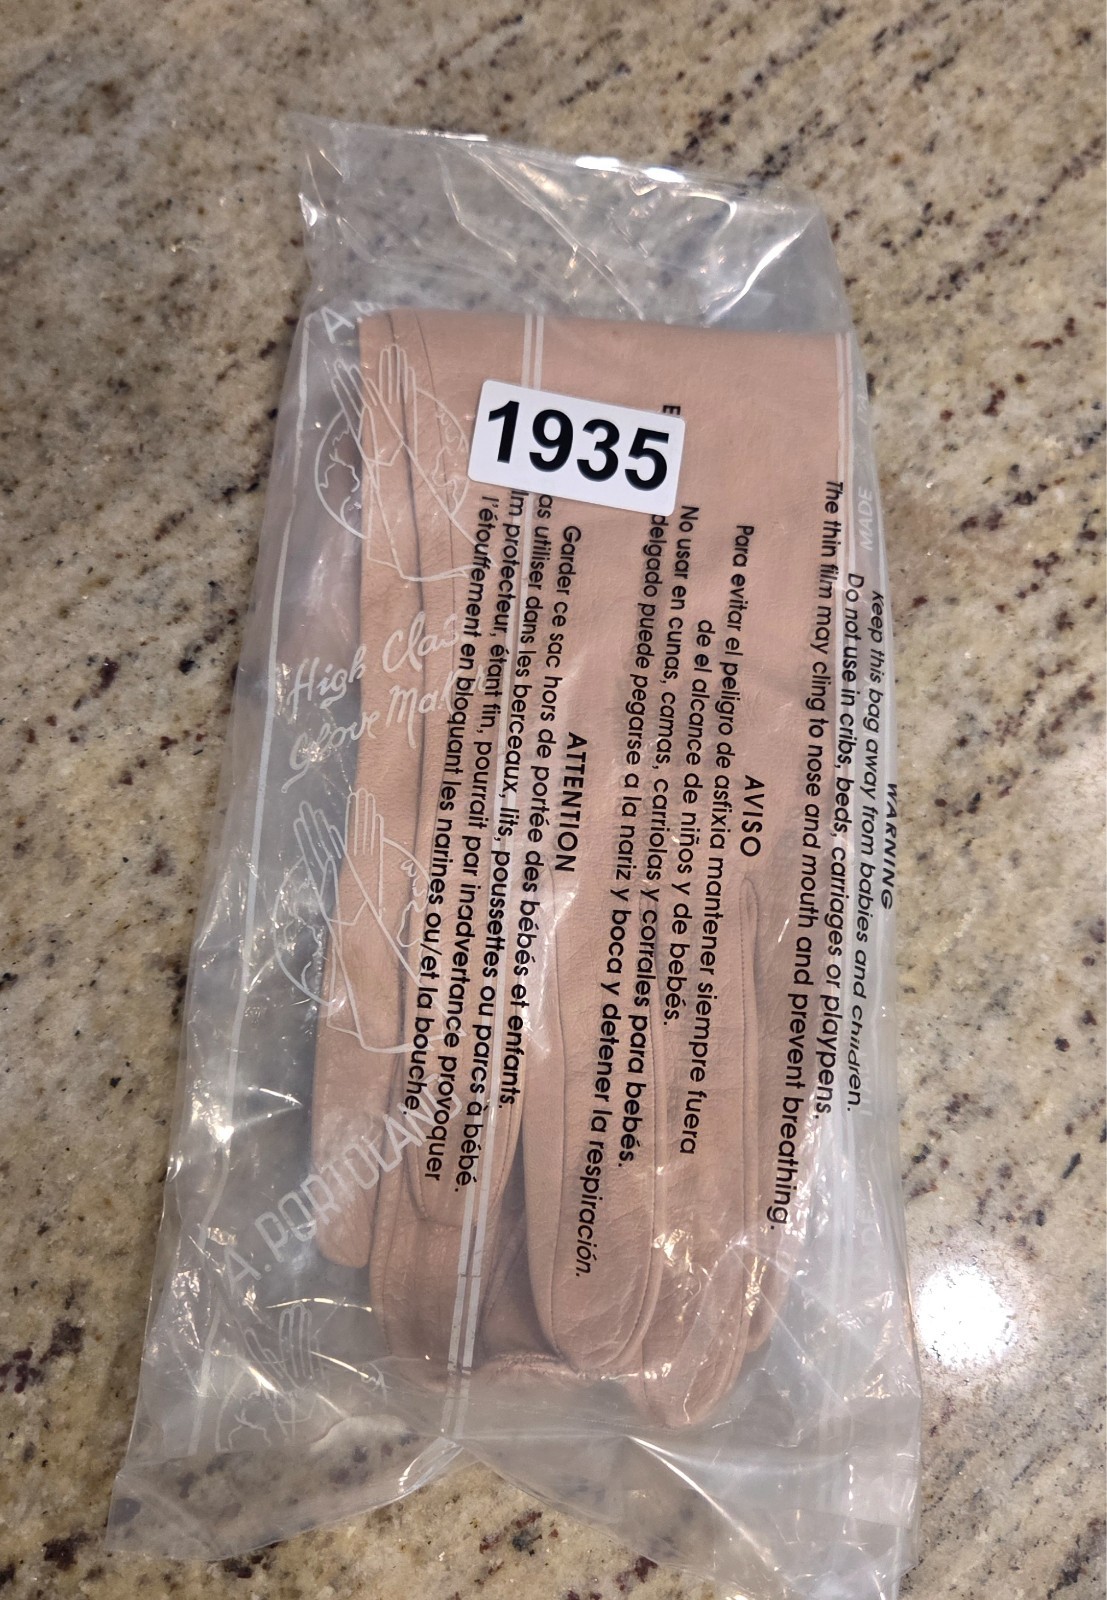 1935
WARNING
Keep this bag away from babies and children.
Do not use in cribs, beds, carriages or playpens.
The thin film may cling to nose and mouth and prevent breathing.
AVISO
Para evitar el peligro de asfixia mantener siempre fuera
de el alcance de niños y de bebés.
No usar en cunas, camas, carriolas y corrales para bebés.
E
delgado puede pegarse a la nariz y boca y detener la respiración.
ATTENTION
Garder ce sac hors de portée des bébés et enfants.
as utiliser dans les berceaux, lits, poussettes ou parcs à bébé.
lm protecteur, étant fin, pourrait par inadvertance provoquer
l'étouffement en bloquant les narines ou/et la bouche.
High Class
Glove Maker
A. PORTOLANO
MADE